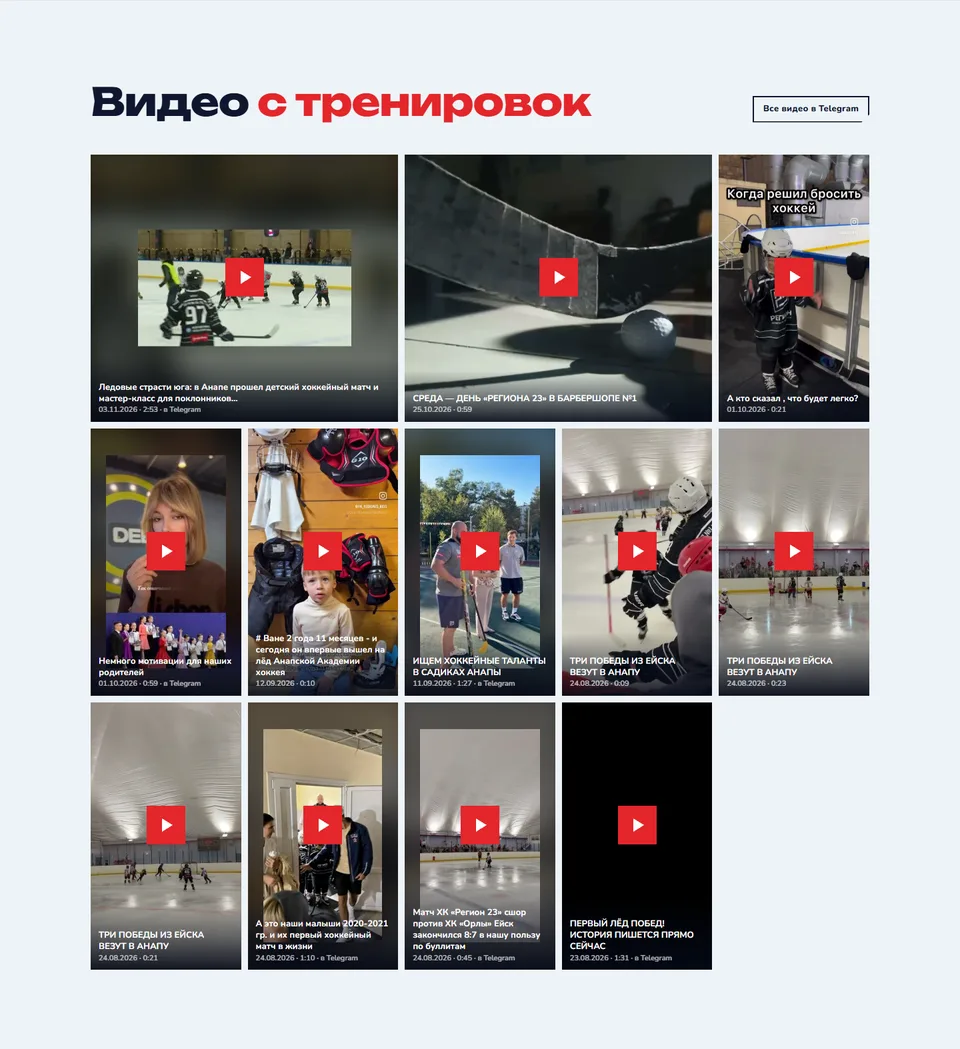 Видео с тренировок
Все видео в Telegram
97
Ледовые страсти юга: в Анапе прошел детский хоккейный матч и
мастер-класс для поклонников...
03.11.2026 · 2:53 · в Telegram
СРЕДА — ДЕНЬ «РЕГИОНА 23» В БАРБЕРШОПЕ №1
25.10.2026 · 0:59
Когда решил бросить
хоккей
А кто сказал , что будет легко?
01.10.2026 · 0:21
Немного мотивации для наших
родителей
01.10.2026 · 0:59 · в Telegram
# Ване 2 года 11 месяцев - и
сегодня он впервые вышел на
лёд Анапской Академии
хоккея
12.09.2026 · 0:10
ИЩЕМ ХОККЕЙНЫЕ ТАЛАНТЫ
В САДИКАХ АНАПЫ
11.09.2026 · 1:27 · в Telegram
ТРИ ПОБЕДЫ ИЗ ЕЙСКА
ВЕЗУТ В АНАПУ
24.08.2026 · 0:09
ТРИ ПОБЕДЫ ИЗ ЕЙСКА
ВЕЗУТ В АНАПУ
24.08.2026 · 0:23
ТРИ ПОБЕДЫ ИЗ ЕЙСКА
ВЕЗУТ В АНАПУ
24.08.2026 · 0:21
А это наши малыши 2020-2021
гр. и их первый хоккейный
матч в жизни
24.08.2026 · 1:10 · в Telegram
Матч ХК «Регион 23» сшор
против ХК «Орлы» Ейск
закончился 8:7 в нашу пользу
по буллитам
24.08.2026 · 0:45 · в Telegram
ПЕРВЫЙ ЛЁД ПОБЕД!
ИСТОРИЯ ПИШЕТСЯ ПРЯМО
СЕЙЧАС
23.08.2026 · 1:31 · в Telegram